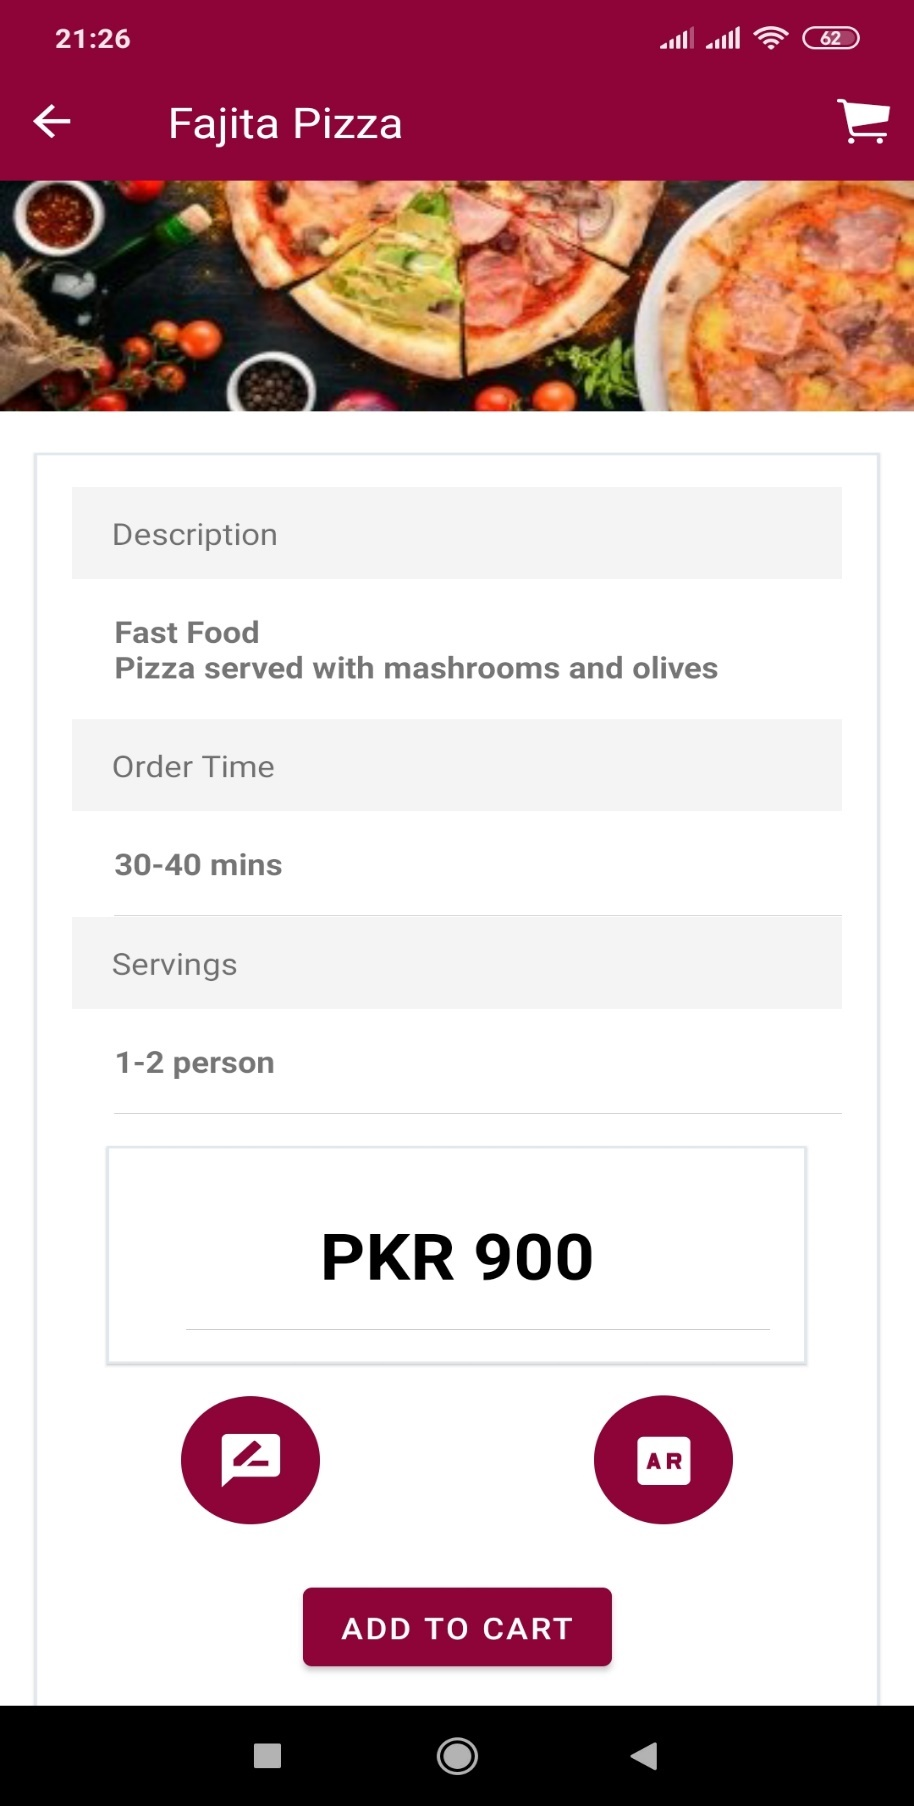 21:26
62
Fajita Pizza
Description
Fast Food
Pizza served with mashrooms and olives
Order Time
30-40 mins
Servings
1-2 person
PKR 900
AR
ADD TO CART